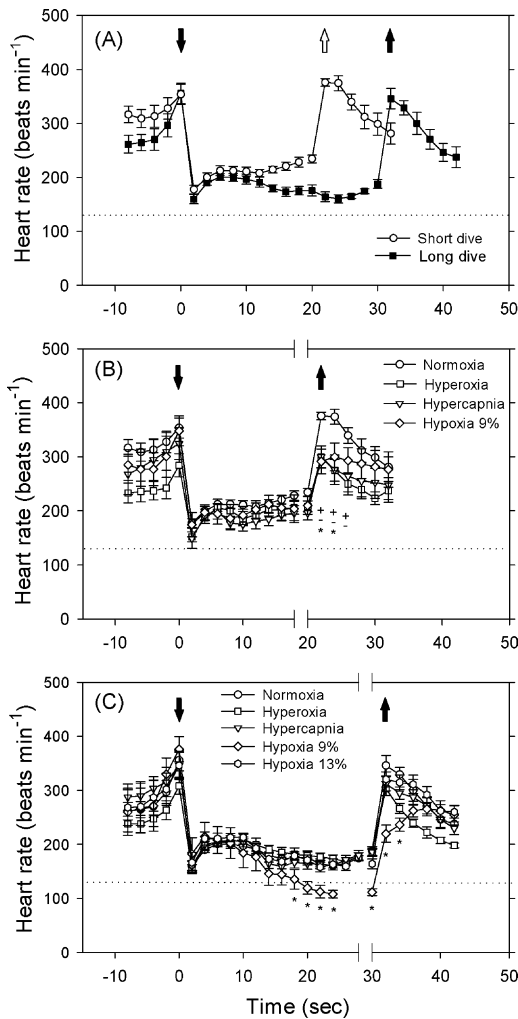 500
(A)
400
300
200
100
0
Heart rate (beats min⁻¹)
Short dive
Long dive
-10 0 10 20 30 40 50
500
(B)
400
300
200
100
0
Heart rate (beats min⁻¹)
Normoxia
Hyperoxia
Hypercapnia
Hypoxia 9%
+ + +
- - -
* *
-10 0 10 20 30 40 50
500
(C)
400
300
200
100
0
Heart rate (beats min⁻¹)
Normoxia
Hyperoxia
Hypercapnia
Hypoxia 9%
Hypoxia 13%
* * * * * * *
-10 0 10 20 30 40 50
Time (sec)